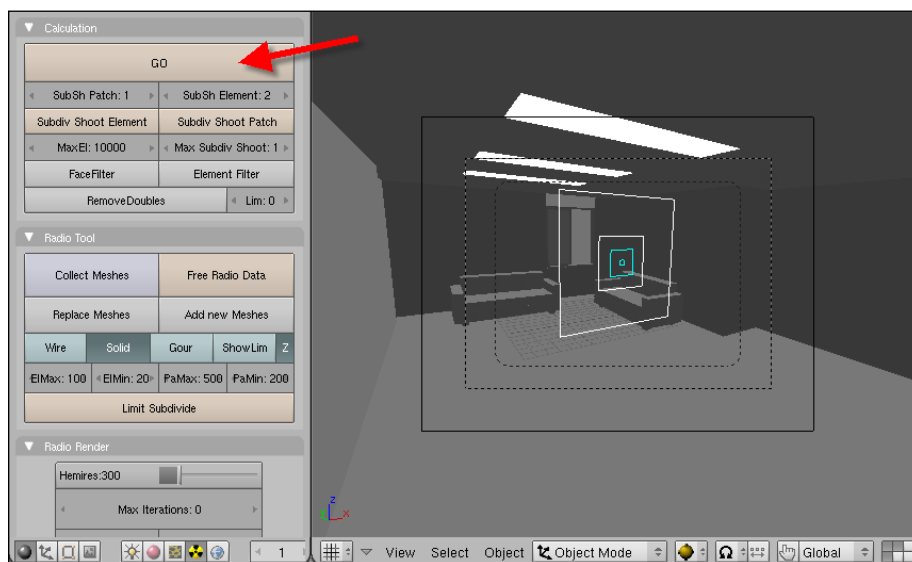 Calculation
GO
SubSh Patch: 1 SubSh Element: 2
Subdiv Shoot Element Subdiv Shoot Patch
MaxEl: 10000 Max Subdiv Shoot: 1
FaceFilter Element Filter
RemoveDoubles Lim: 0
Radio Tool
Collect Meshes Free Radio Data
Replace Meshes Add new Meshes
Wire Solid Gour ShowLim Z
ElMax: 100 ElMin: 20 PaMax: 500 PaMin: 200
Limit Subdivide
Radio Render
Hemires:300
Max Iterations: 0
z
x
1 View Select Object Object Mode Global